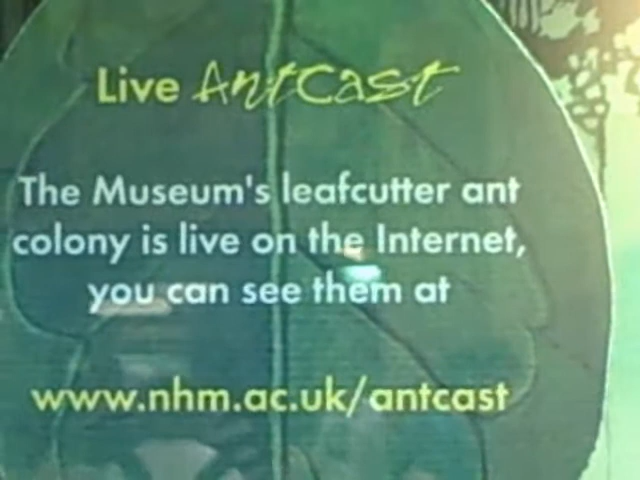 Live AntCast
The Museum's leafcutter ant
colony is live on the Internet,
you can see them at
www.nhm.ac.uk/antcast